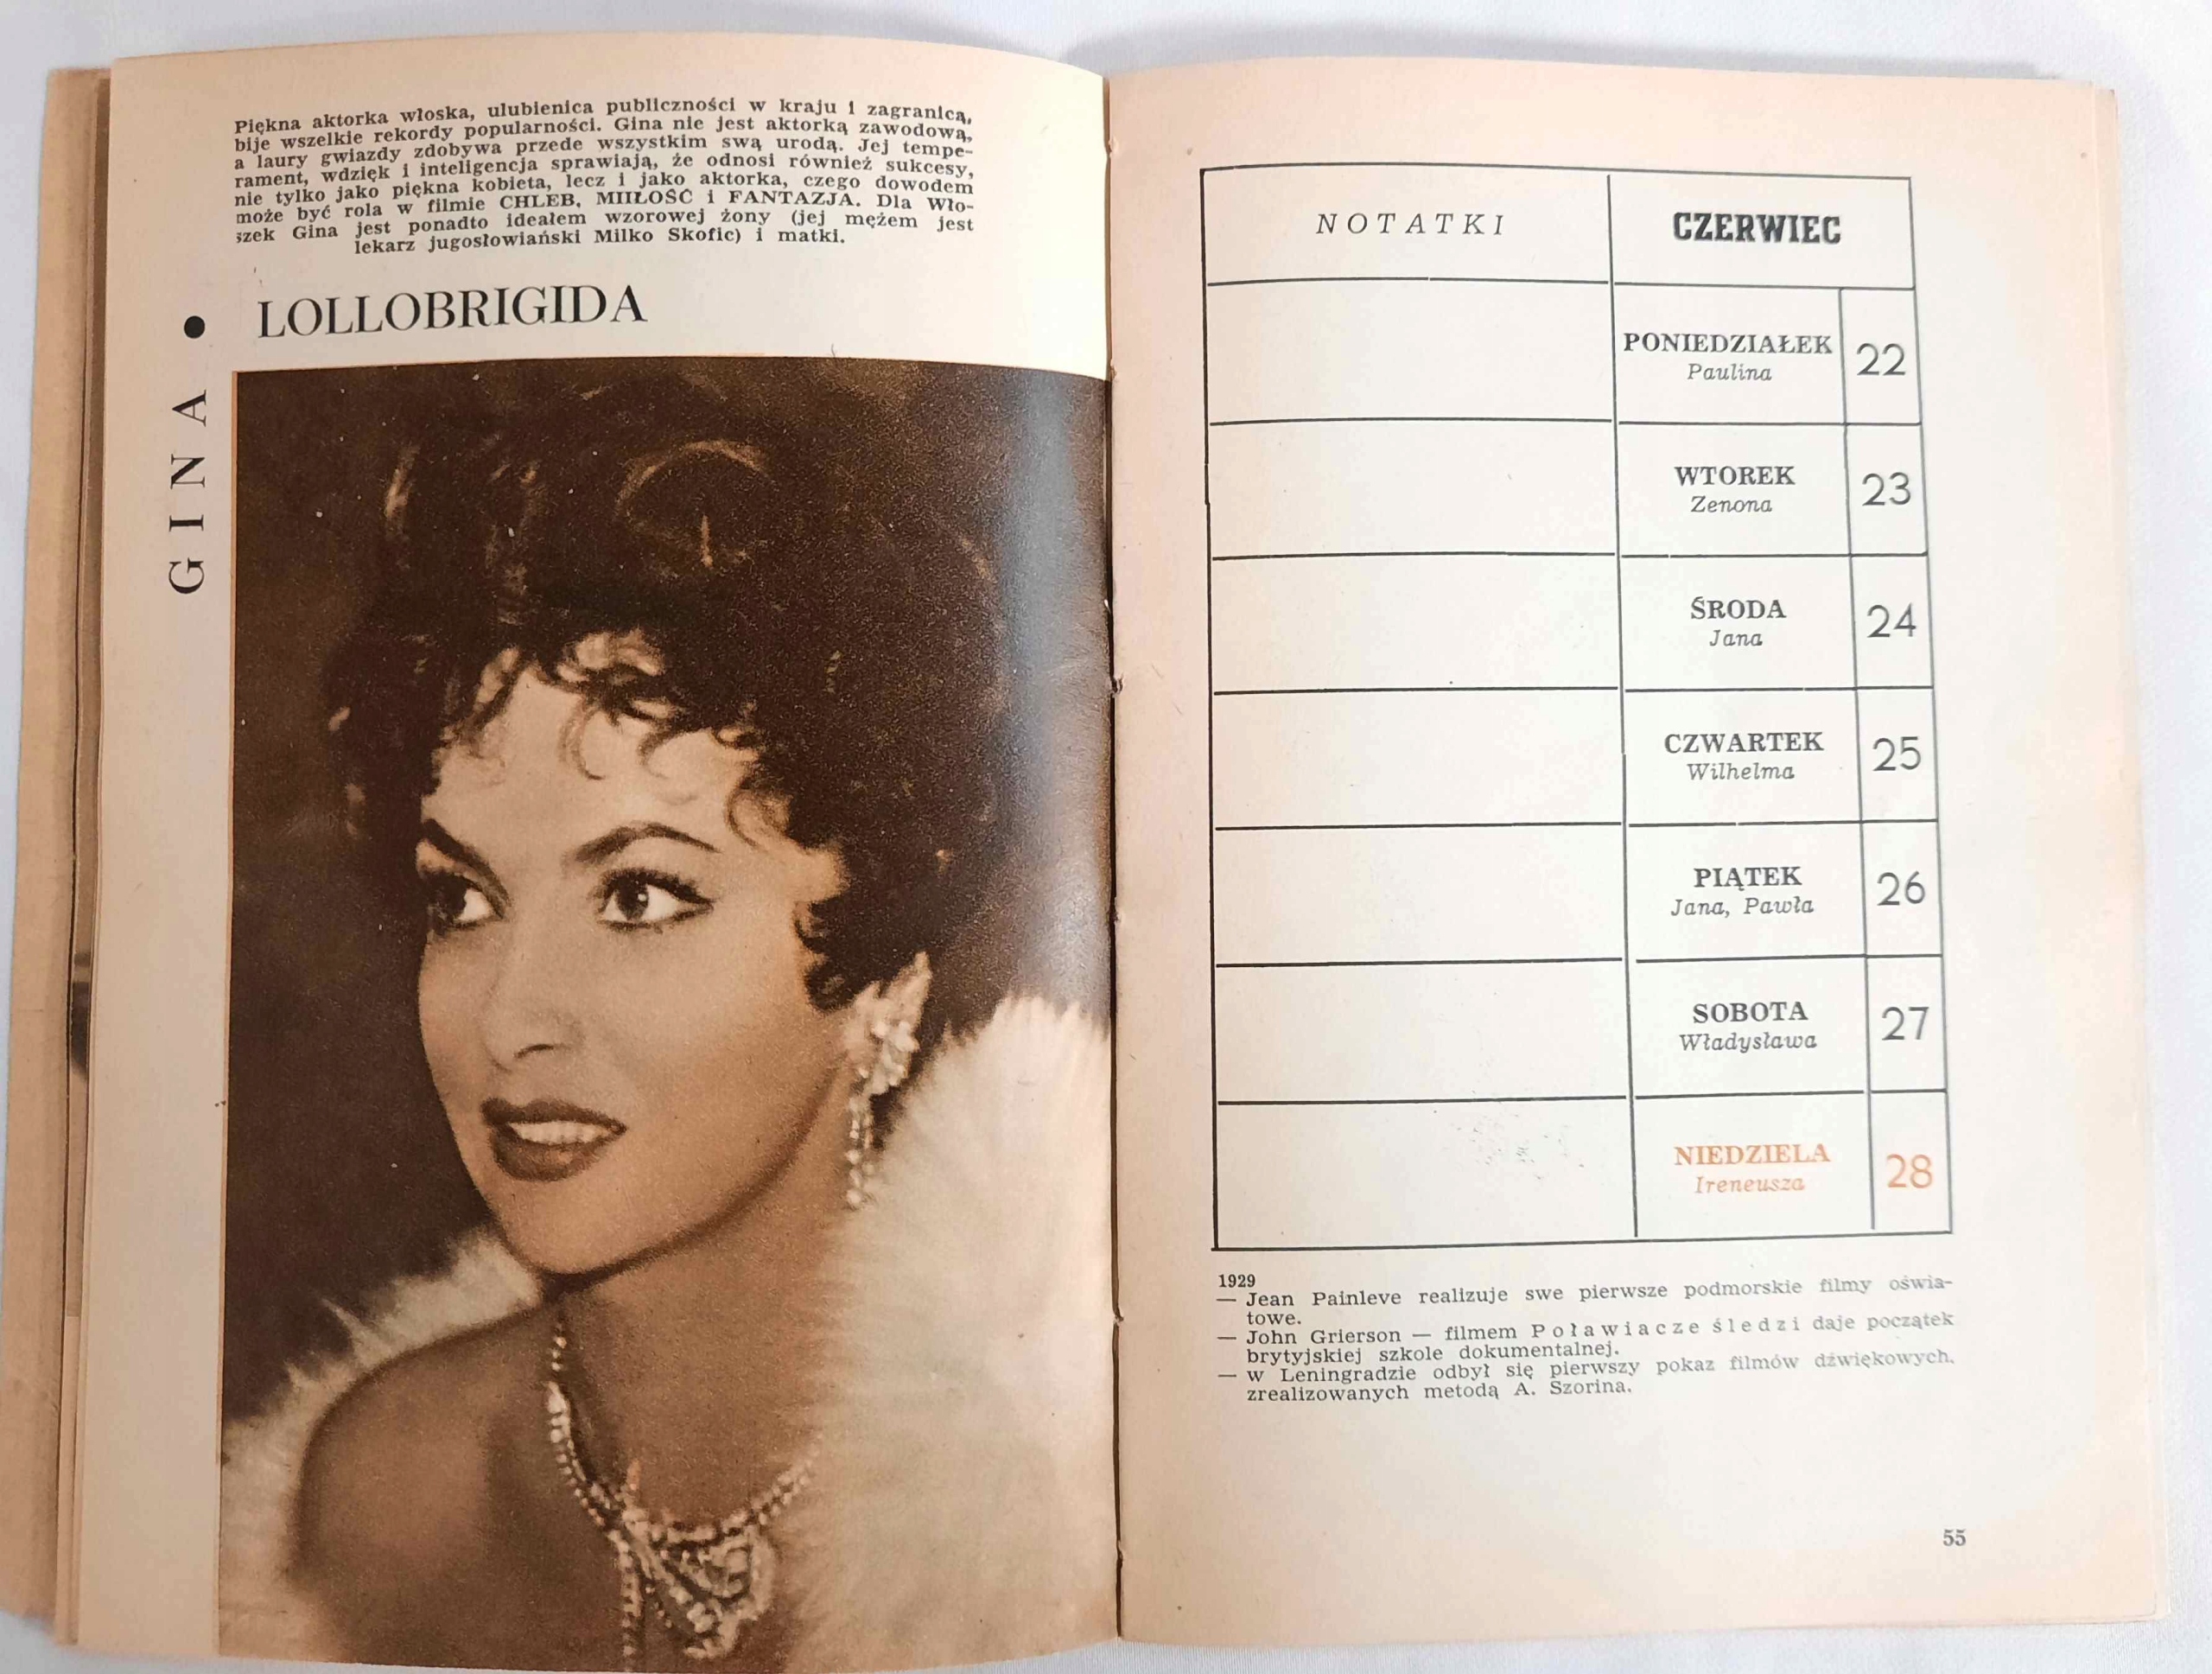 Piękna aktorka włoska, ulubienica publiczności w kraju i zagranicą,
bije wszelkie rekordy popularności. Gina nie jest aktorką zawodową,
a laury gwiazdy zdobywa przede wszystkim swą urodą. Jej tempe-
rament, wdzięk i inteligencja sprawiają, że odnosi również sukcesy,
nie tylko jako piękna kobieta, lecz i jako aktorka, czego dowodem
może być rola w filmie CHLEB, MIIŁOŚĆ i FANTAZJA. Dla Wło-
szek Gina jest ponadto ideałem wzorowej żony (jej mężem jest
lekarz jugosłowiański Milko Skofic) i matki.
GINA • LOLLOBRIGIDA
NOTATKI
CZERWIEC
PONIEDZIAŁEK 22
Paulina
WTOREK 23
Zenona
ŚRODA 24
Jana
CZWARTEK 25
Wilhelma
PIĄTEK 26
Jana, Pawła
SOBOTA 27
Władysława
NIEDZIELA 28
Ireneusza
1929
— Jean Painleve realizuje swe pierwsze podmorskie filmy oświa-
towe.
— John Grierson — filmem Poławiacze śledzi daje początek
brytyjskiej szkole dokumentalnej.
— w Leningradzie odbył się pierwszy pokaz filmów dźwiękowych,
zrealizowanych metodą A. Szorina.
55